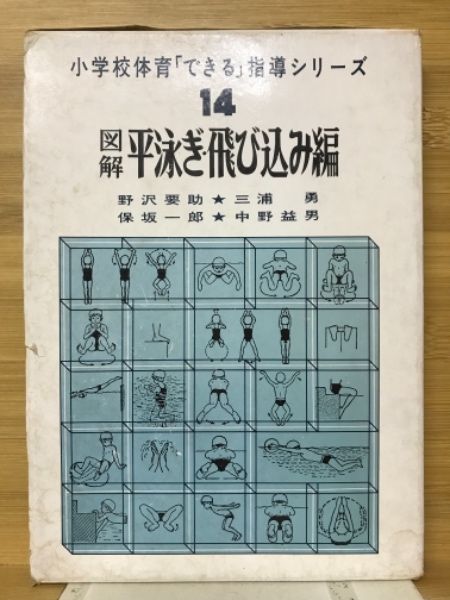 小学校体育「できる」指導シリーズ
14
図解 平泳ぎ・飛び込み編
野沢要助★三浦 勇
保坂一郎★中野益男